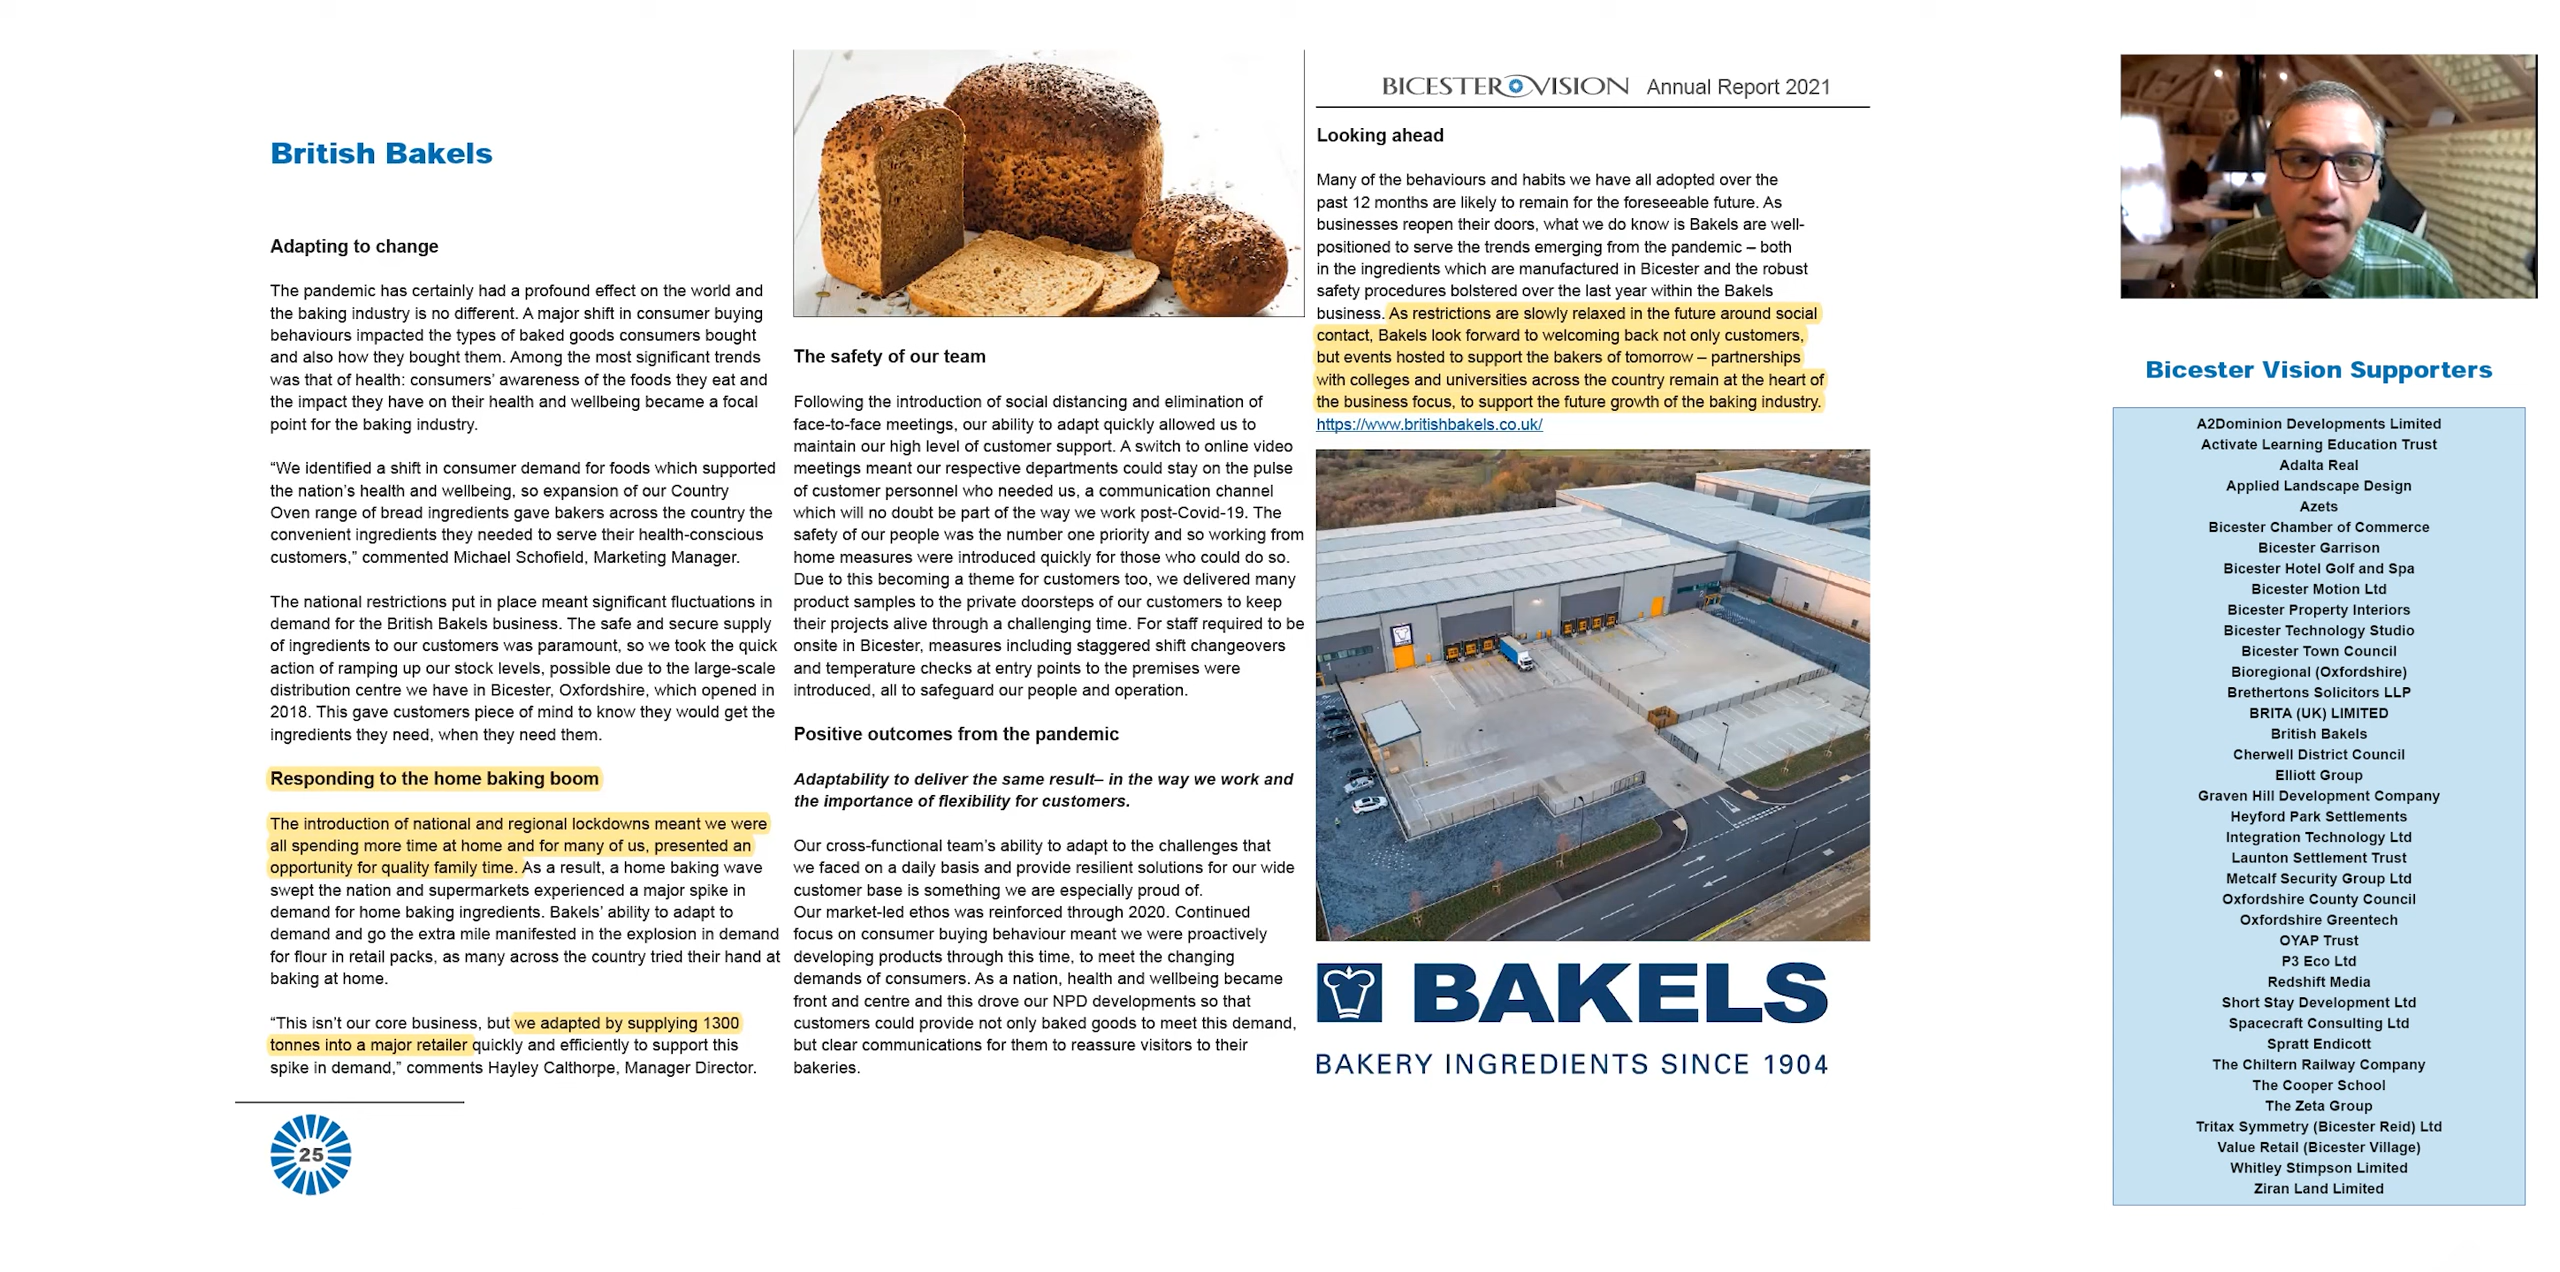 British Bakels
Adapting to change
The pandemic has certainly had a profound effect on the world and
the baking industry is no different. A major shift in consumer buying
behaviours impacted the types of baked goods consumers bought
and also how they bought them. Among the most significant trends
was that of health: consumers’ awareness of the foods they eat and
the impact they have on their health and wellbeing became a focal
point for the baking industry.
“We identified a shift in consumer demand for foods which supported
the nation’s health and wellbeing, so expansion of our Country
Oven range of bread ingredients gave bakers across the country the
convenient ingredients they needed to serve their health-conscious
customers,” commented Michael Schofield, Marketing Manager.
The national restrictions put in place meant significant fluctuations in
demand for the British Bakels business. The safe and secure supply
of ingredients to our customers was paramount, so we took the quick
action of ramping up our stock levels, possible due to the large-scale
distribution centre we have in Bicester, Oxfordshire, which opened in
2018. This gave customers piece of mind to know they would get the
ingredients they need, when they need them.
Responding to the home baking boom
The introduction of national and regional lockdowns meant we were
all spending more time at home and for many of us, presented an
opportunity for quality family time. As a result, a home baking wave
swept the nation and supermarkets experienced a major spike in
demand for home baking ingredients. Bakels’ ability to adapt to
demand and go the extra mile manifested in the explosion in demand
for flour in retail packs, as many across the country tried their hand at
baking at home.
“This isn’t our core business, but we adapted by supplying 1300
tonnes into a major retailer quickly and efficiently to support this
spike in demand,” comments Hayley Calthorpe, Manager Director.
25
The safety of our team
Following the introduction of social distancing and elimination of
face-to-face meetings, our ability to adapt quickly allowed us to
maintain our high level of customer support. A switch to online video
meetings meant our respective departments could stay on the pulse
of customer personnel who needed us, a communication channel
which will no doubt be part of the way we work post-Covid-19. The
safety of our people was the number one priority and so working from
home measures were introduced quickly for those who could do so.
Due to this becoming a theme for customers too, we delivered many
product samples to the private doorsteps of our customers to keep
their projects alive through a challenging time. For staff required to be
onsite in Bicester, measures including staggered shift changeovers
and temperature checks at entry points to the premises were
introduced, all to safeguard our people and operation.
Positive outcomes from the pandemic
Adaptability to deliver the same result– in the way we work and
the importance of flexibility for customers.
Our cross-functional team’s ability to adapt to the challenges that
we faced on a daily basis and provide resilient solutions for our wide
customer base is something we are especially proud of.
Our market-led ethos was reinforced through 2020. Continued
focus on consumer buying behaviour meant we were proactively
developing products through this time, to meet the changing
demands of consumers. As a nation, health and wellbeing became
front and centre and this drove our NPD developments so that
customers could provide not only baked goods to meet this demand,
but clear communications for them to reassure visitors to their
bakeries.
BICESTER VISION Annual Report 2021
Looking ahead
Many of the behaviours and habits we have all adopted over the
past 12 months are likely to remain for the foreseeable future. As
businesses reopen their doors, what we do know is Bakels are well-
positioned to serve the trends emerging from the pandemic – both
in the ingredients which are manufactured in Bicester and the robust
safety procedures bolstered over the last year within the Bakels
business. As restrictions are slowly relaxed in the future around social
contact, Bakels look forward to welcoming back not only customers,
but events hosted to support the bakers of tomorrow – partnerships
with colleges and universities across the country remain at the heart of
the business focus, to support the future growth of the baking industry.
https://www.britishbakels.co.uk/
BAKELS
BAKERY INGREDIENTS SINCE 1904
Bicester Vision Supporters
A2Dominion Developments Limited
Activate Learning Education Trust
Adalta Real
Applied Landscape Design
Azets
Bicester Chamber of Commerce
Bicester Garrison
Bicester Hotel Golf and Spa
Bicester Motion Ltd
Bicester Property Interiors
Bicester Technology Studio
Bicester Town Council
Bioregional (Oxfordshire)
Brethertons Solicitors LLP
BRITA (UK) LIMITED
British Bakels
Cherwell District Council
Elliott Group
Graven Hill Development Company
Heyford Park Settlements
Integration Technology Ltd
Launton Settlement Trust
Metcalf Security Group Ltd
Oxfordshire County Council
Oxfordshire Greentech
OYAP Trust
P3 Eco Ltd
Redshift Media
Short Stay Development Ltd
Spacecraft Consulting Ltd
Spratt Endicott
The Chiltern Railway Company
The Cooper School
The Zeta Group
Tritax Symmetry (Bicester Reid) Ltd
Value Retail (Bicester Village)
Whitley Stimpson Limited
Ziran Land Limited